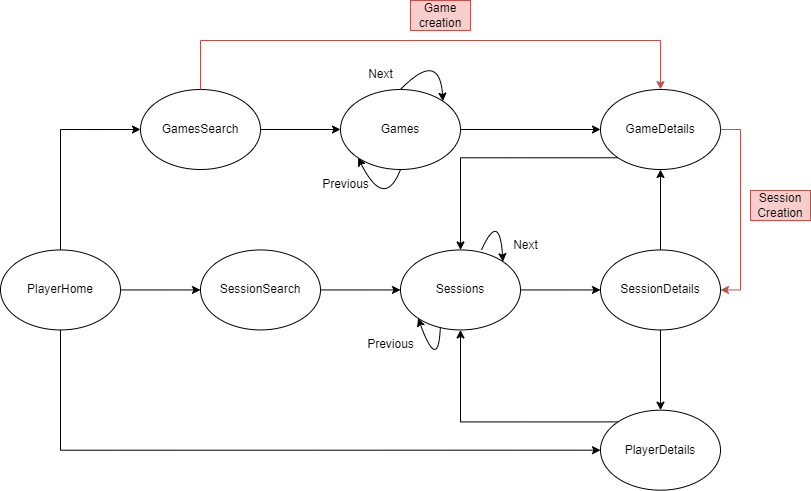 Game
creation
Next
GamesSearch
Games
GameDetails
Previous
Session
Creation
Next
PlayerHome
SessionSearch
Sessions
SessionDetails
Previous
PlayerDetails